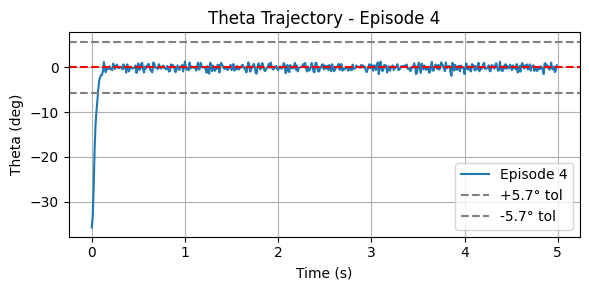 Theta Trajectory - Episode 4
Theta (deg)
0
−10
−20
−30
Episode 4
+5.7° tol
-5.7° tol
0
1
2
3
4
5
Time (s)